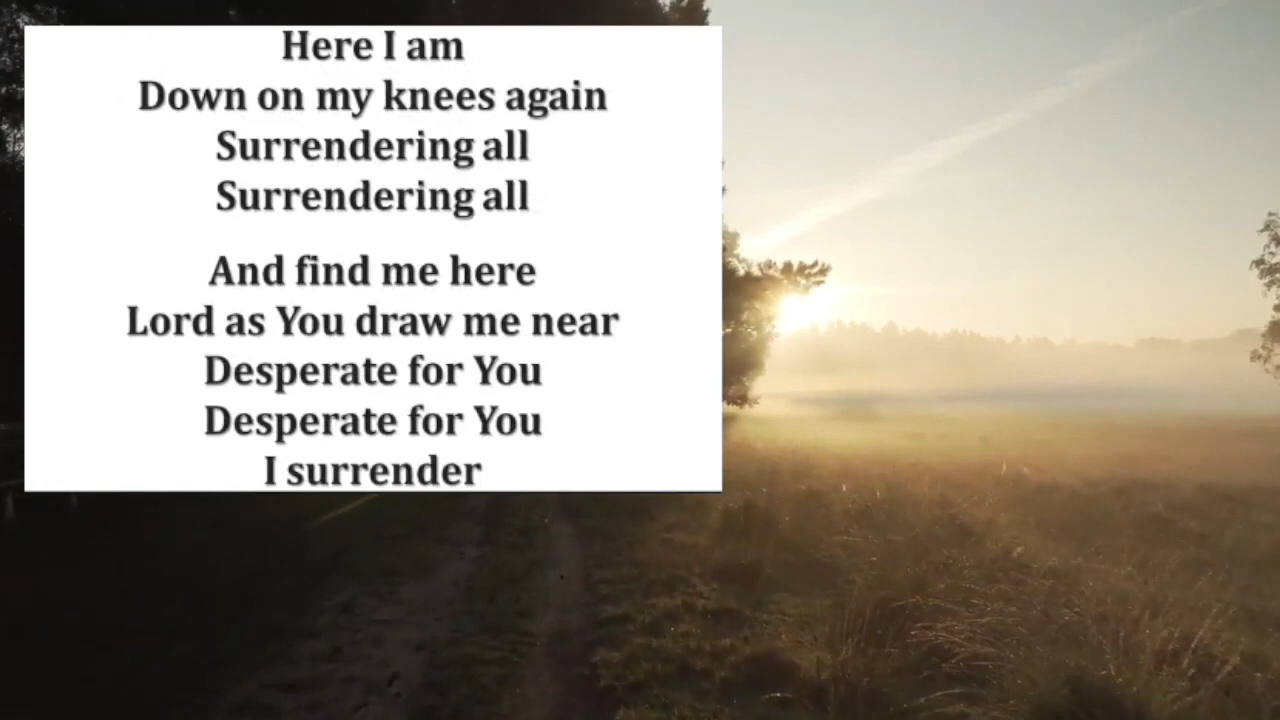 Here I am
Down on my knees again
Surrendering all
Surrendering all
And find me here
Lord as You draw me near
Desperate for You
Desperate for You
I surrender